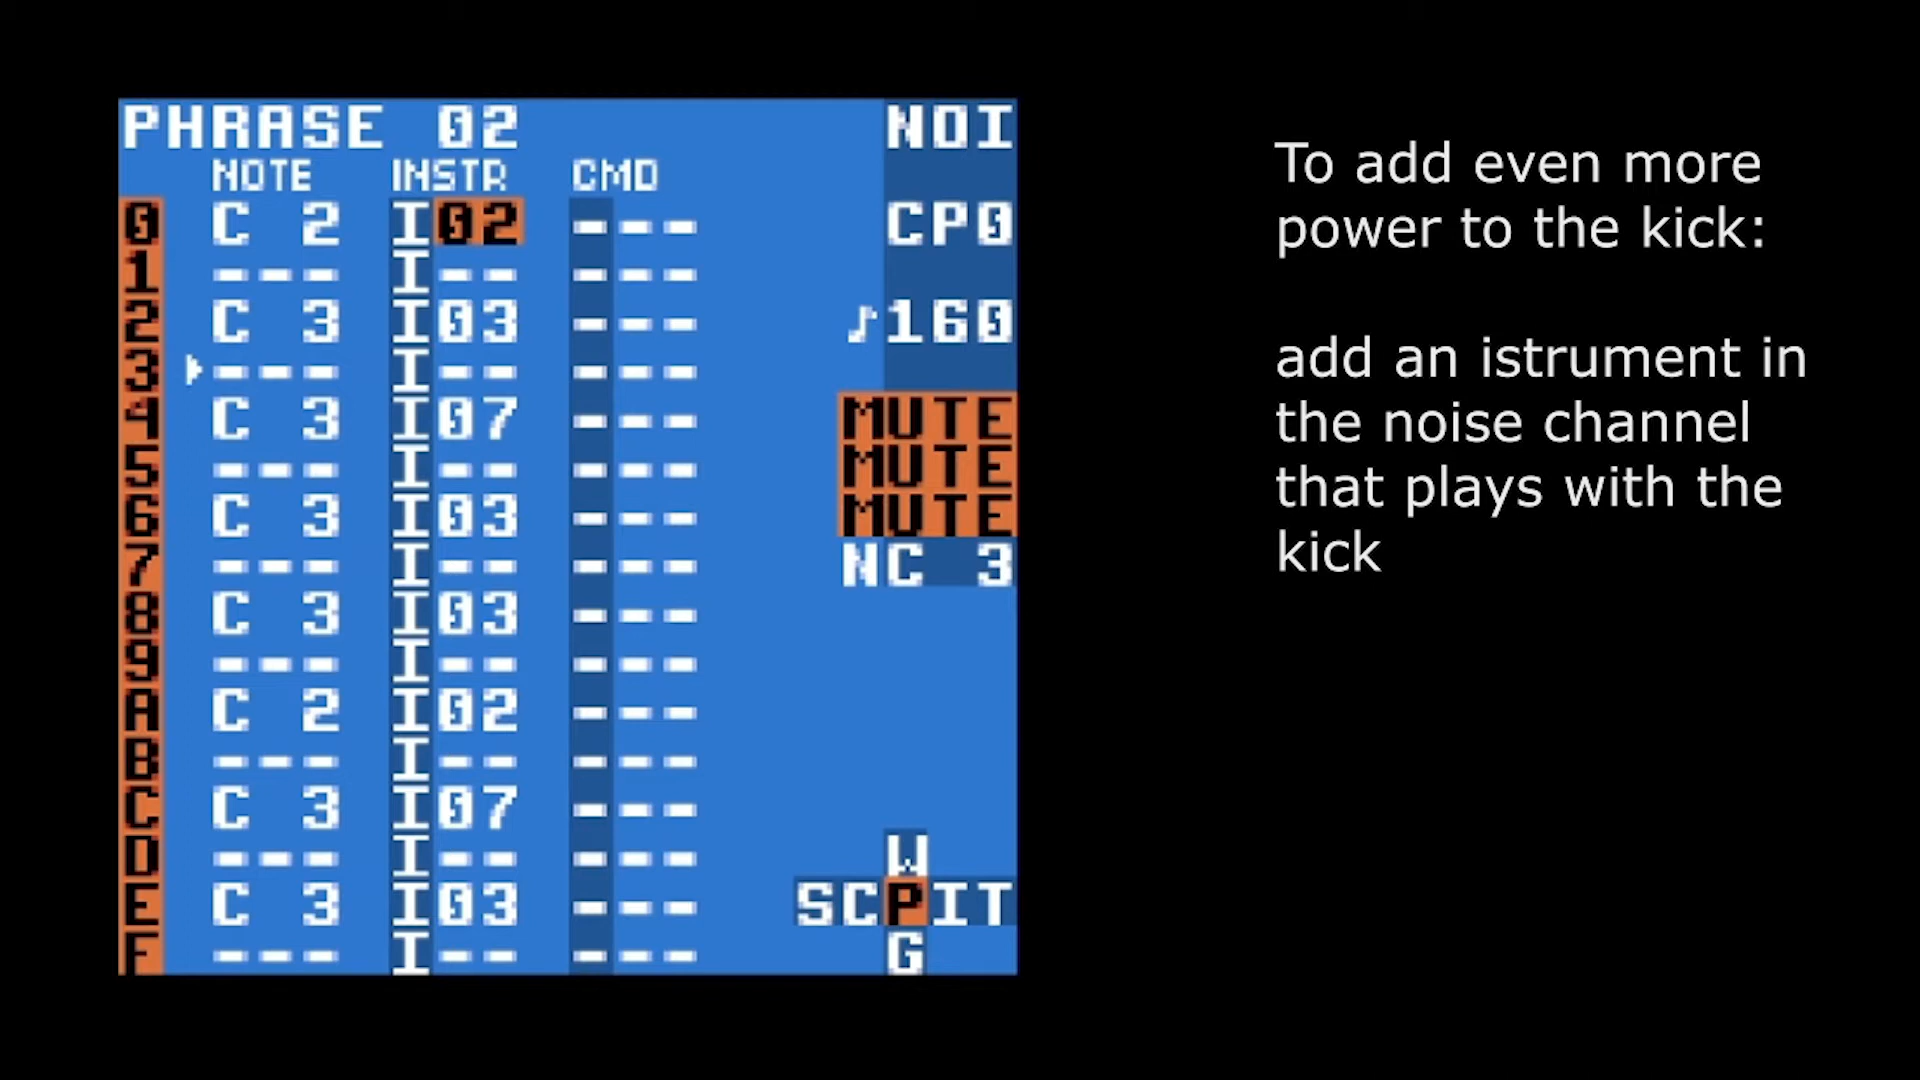 PHRASE 02 NOI
NOTE INSTR CMD
0 C 2 I02 --- CP0
1 --- I-- ---
2 C 3 I03 --- ♪160
3 --- I-- ---
4 C 3 I07 --- MUTE
5 --- I-- --- MUTE
6 C 3 I03 --- MUTE
7 --- I-- --- NC 3
8 C 3 I03 ---
9 --- I-- ---
A C 2 I02 ---
B --- I-- ---
C C 3 I07 ---
D --- I-- --- W
E C 3 I03 --- SCPIT
F --- I-- --- G
To add even more
power to the kick:
add an istrument in
the noise channel
that plays with the
kick